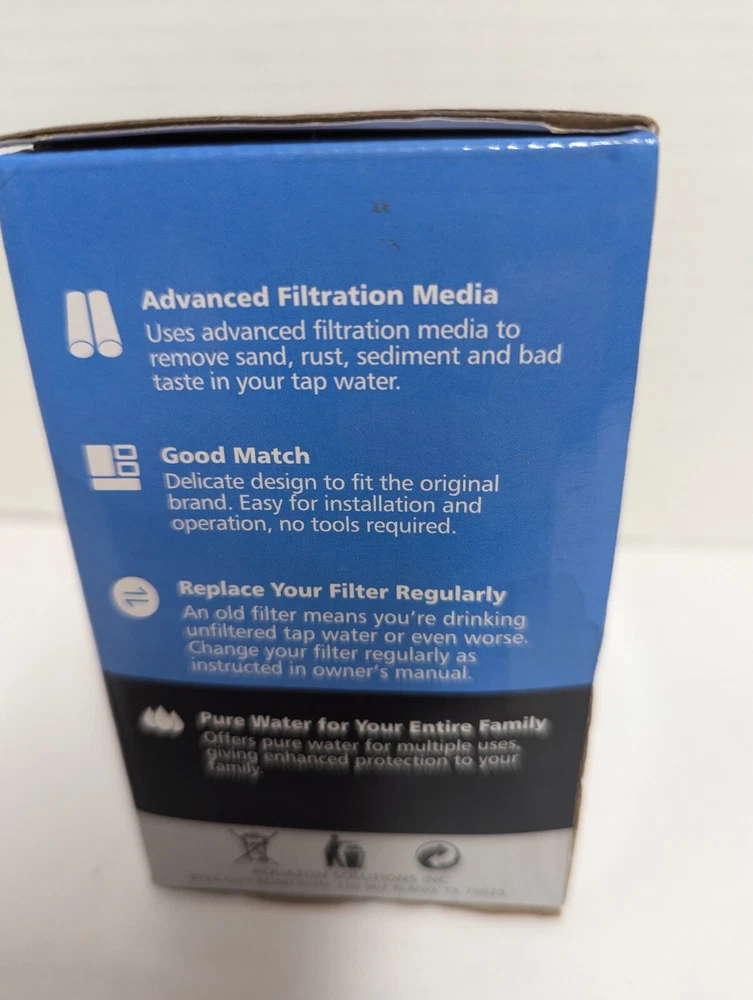 Advanced Filtration Media
Uses advanced filtration media to
remove sand, rust, sediment and bad
taste in your tap water.
Good Match
Delicate design to fit the original
brand. Easy for installation and
operation, no tools required.
Replace Your Filter Regularly
An old filter means you're drinking
unfiltered tap water or even worse.
Change your filter regularly as
instructed in owner's manual.
Pure Water for Your Entire Family
Offers pure water for multiple uses,
giving enhanced protection to your
family.
SOLUTIONS INC